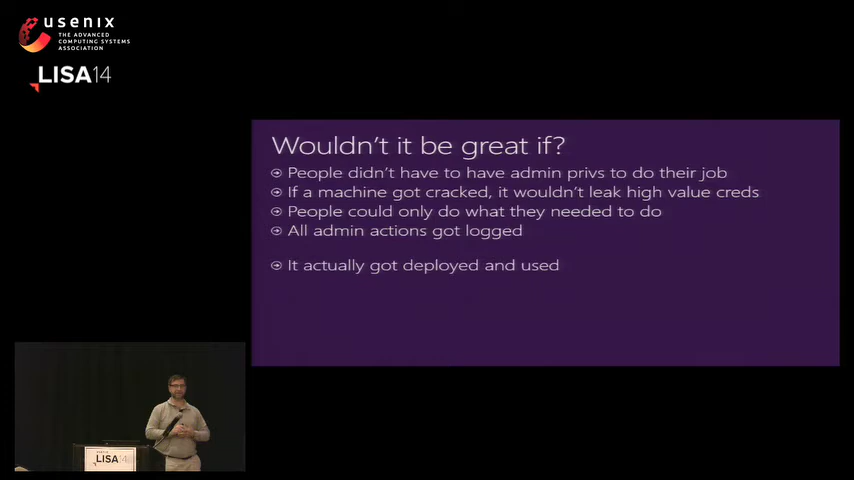 usenix
THE ADVANCED
COMPUTING SYSTEMS
ASSOCIATION
LISA14
Wouldn't it be great if?
People didn't have to have admin privs to do their job
If a machine got cracked, it wouldn't leak high value creds
People could only do what they needed to do
All admin actions got logged
It actually got deployed and used
LISA14